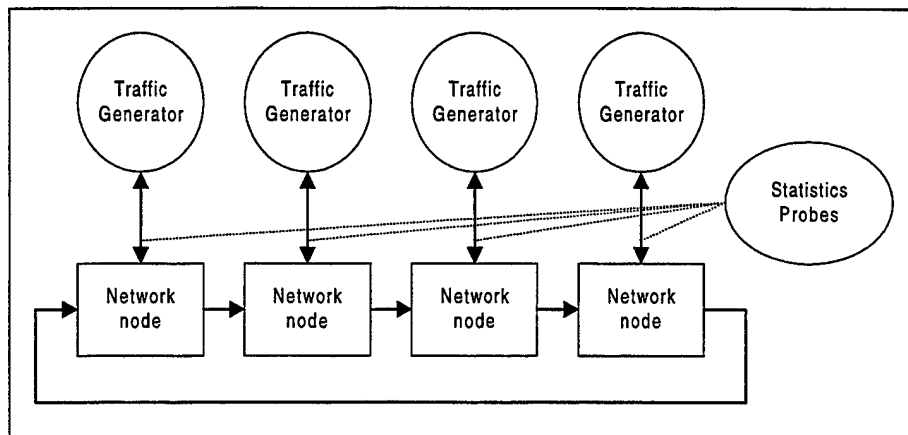 Traffic
Generator
Traffic
Generator
Traffic
Generator
Traffic
Generator
Statistics
Probes
Network
node
Network
node
Network
node
Network
node